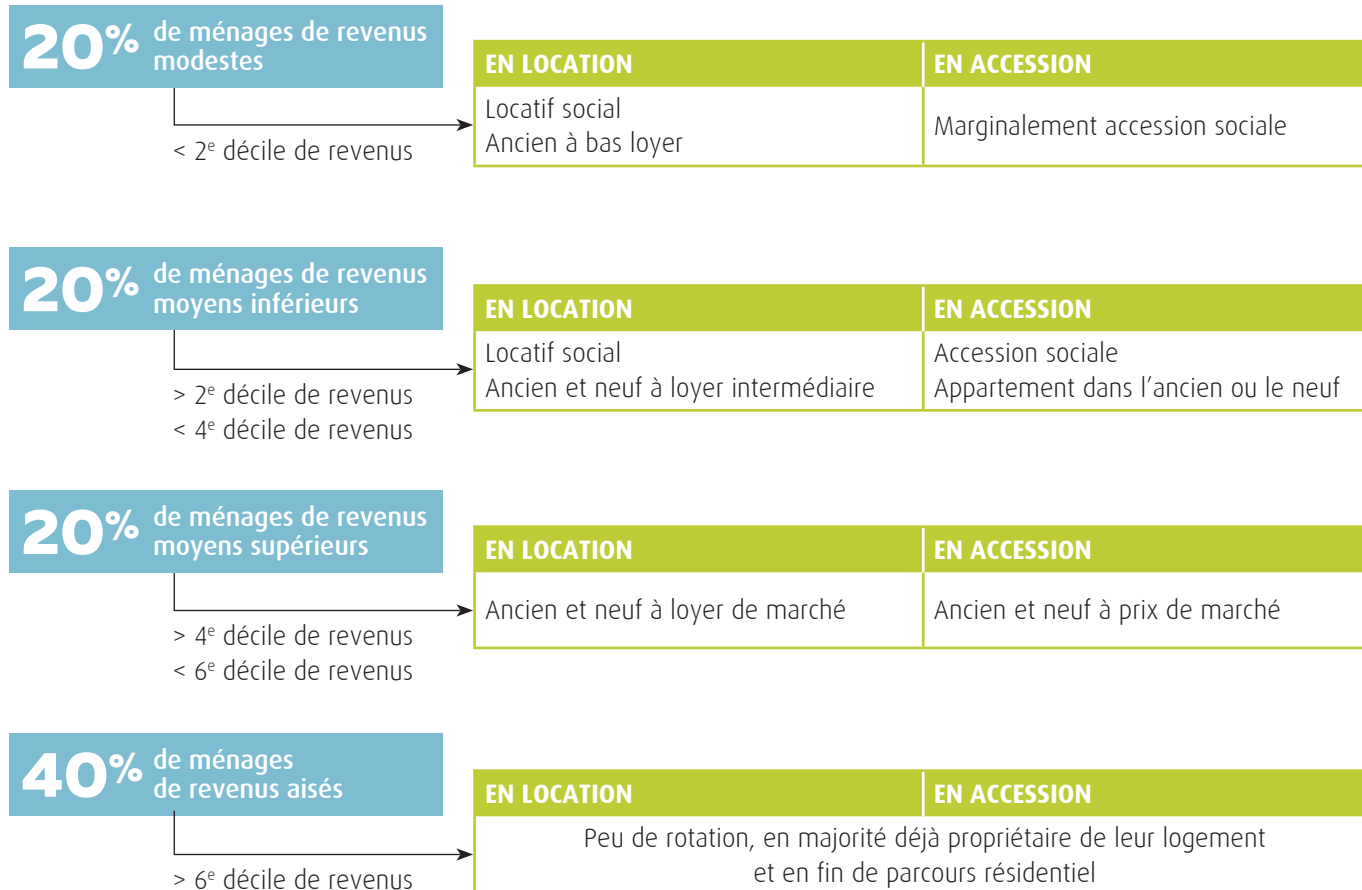 20% de ménages de revenus
modestes
< 2e décile de revenus
EN LOCATION
EN ACCESSION
Locatif social
Ancien à bas loyer
Marginalement accession sociale
20% de ménages de revenus
moyens inférieurs
> 2e décile de revenus
< 4e décile de revenus
EN LOCATION
EN ACCESSION
Locatif social
Ancien et neuf à loyer intermédiaire
Accession sociale
Appartement dans l'ancien ou le neuf
20% de ménages de revenus
moyens supérieurs
> 4e décile de revenus
< 6e décile de revenus
EN LOCATION
EN ACCESSION
Ancien et neuf à loyer de marché
Ancien et neuf à prix de marché
40% de ménages
de revenus aisés
> 6e décile de revenus
EN LOCATION
EN ACCESSION
Peu de rotation, en majorité déjà propriétaire de leur logement
et en fin de parcours résidentiel